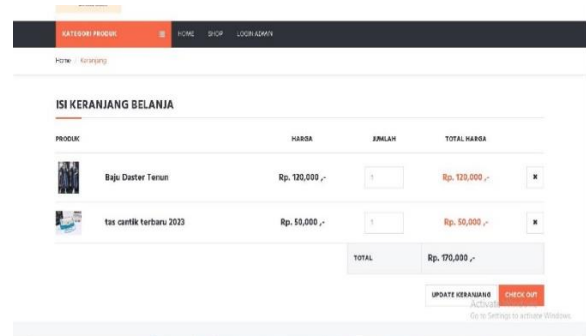 KATEGORI PRODUK HOME SHOP LOGIN ADMIN
Home / Keranjang
ISI KERANJANG BELANJA
PRODUK HARGA JUMLAH TOTAL HARGA
Baju Daster Tenun Rp. 120,000 ,- 1 Rp. 120,000 ,- ×
tas cantik terbaru 2023 Rp. 50,000 ,- 1 Rp. 50,000 ,- ×
TOTAL Rp. 170,000 ,-
UPDATE KERANJANG CHECK OUT
Activate
Go to Settings to activate Windows.